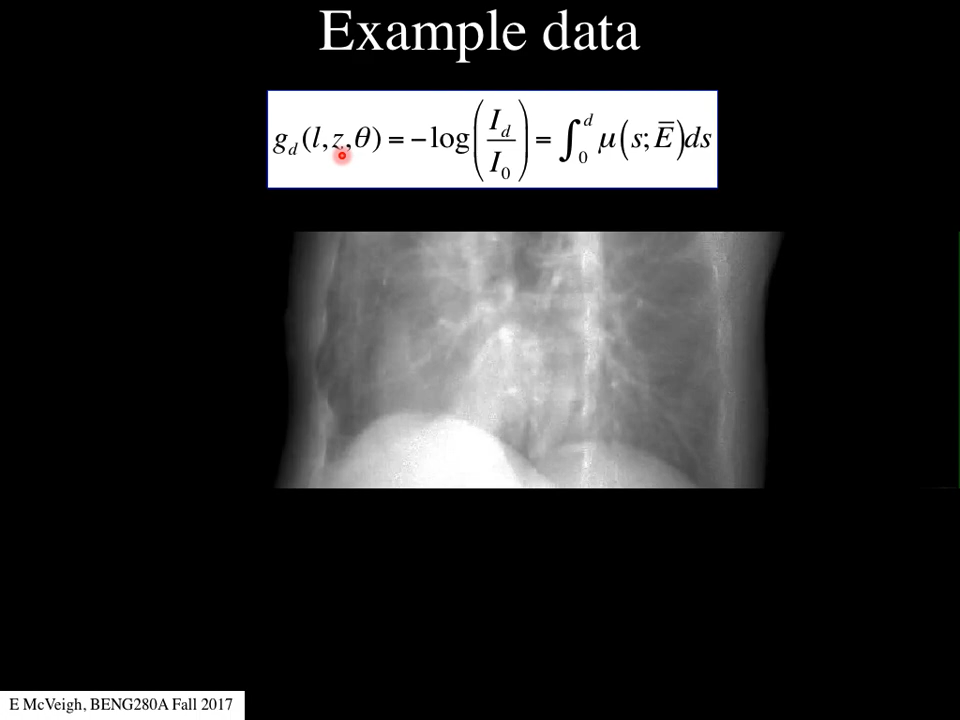 Example data
g_d(l,z,θ) = −log(I_d/I_0) = ∫_0^d μ(s;Ē)ds
E McVeigh, BENG280A Fall 2017